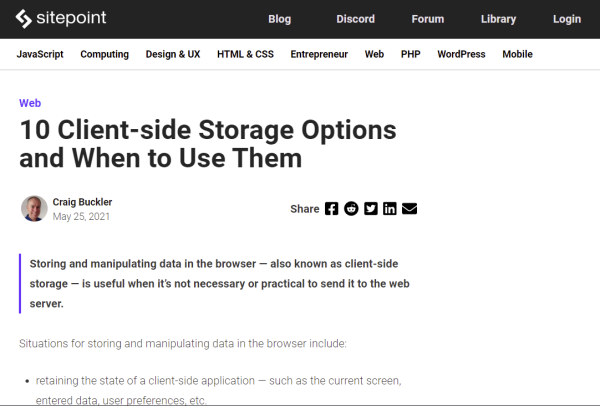 sitepoint Blog Discord Forum Library Login
JavaScript Computing Design & UX HTML & CSS Entrepreneur Web PHP WordPress Mobile
Web
10 Client-side Storage Options
and When to Use Them
Craig Buckler
May 25, 2021
Share
Storing and manipulating data in the browser — also known as client-side
storage — is useful when it’s not necessary or practical to send it to the web
server.
Situations for storing and manipulating data in the browser include:
• retaining the state of a client-side application — such as the current screen,
entered data, user preferences, etc.